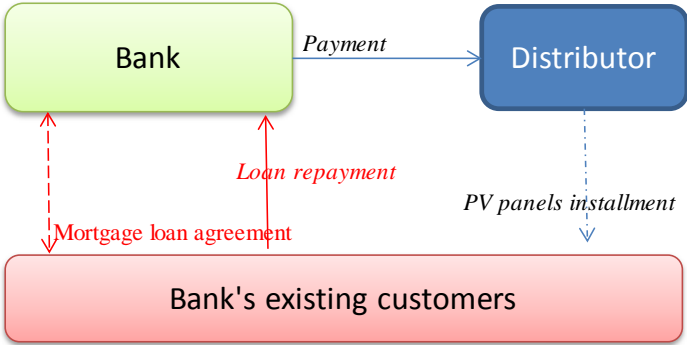 Bank
Payment
Distributor
Loan repayment
PV panels installment
Mortgage loan agreement
Bank's existing customers